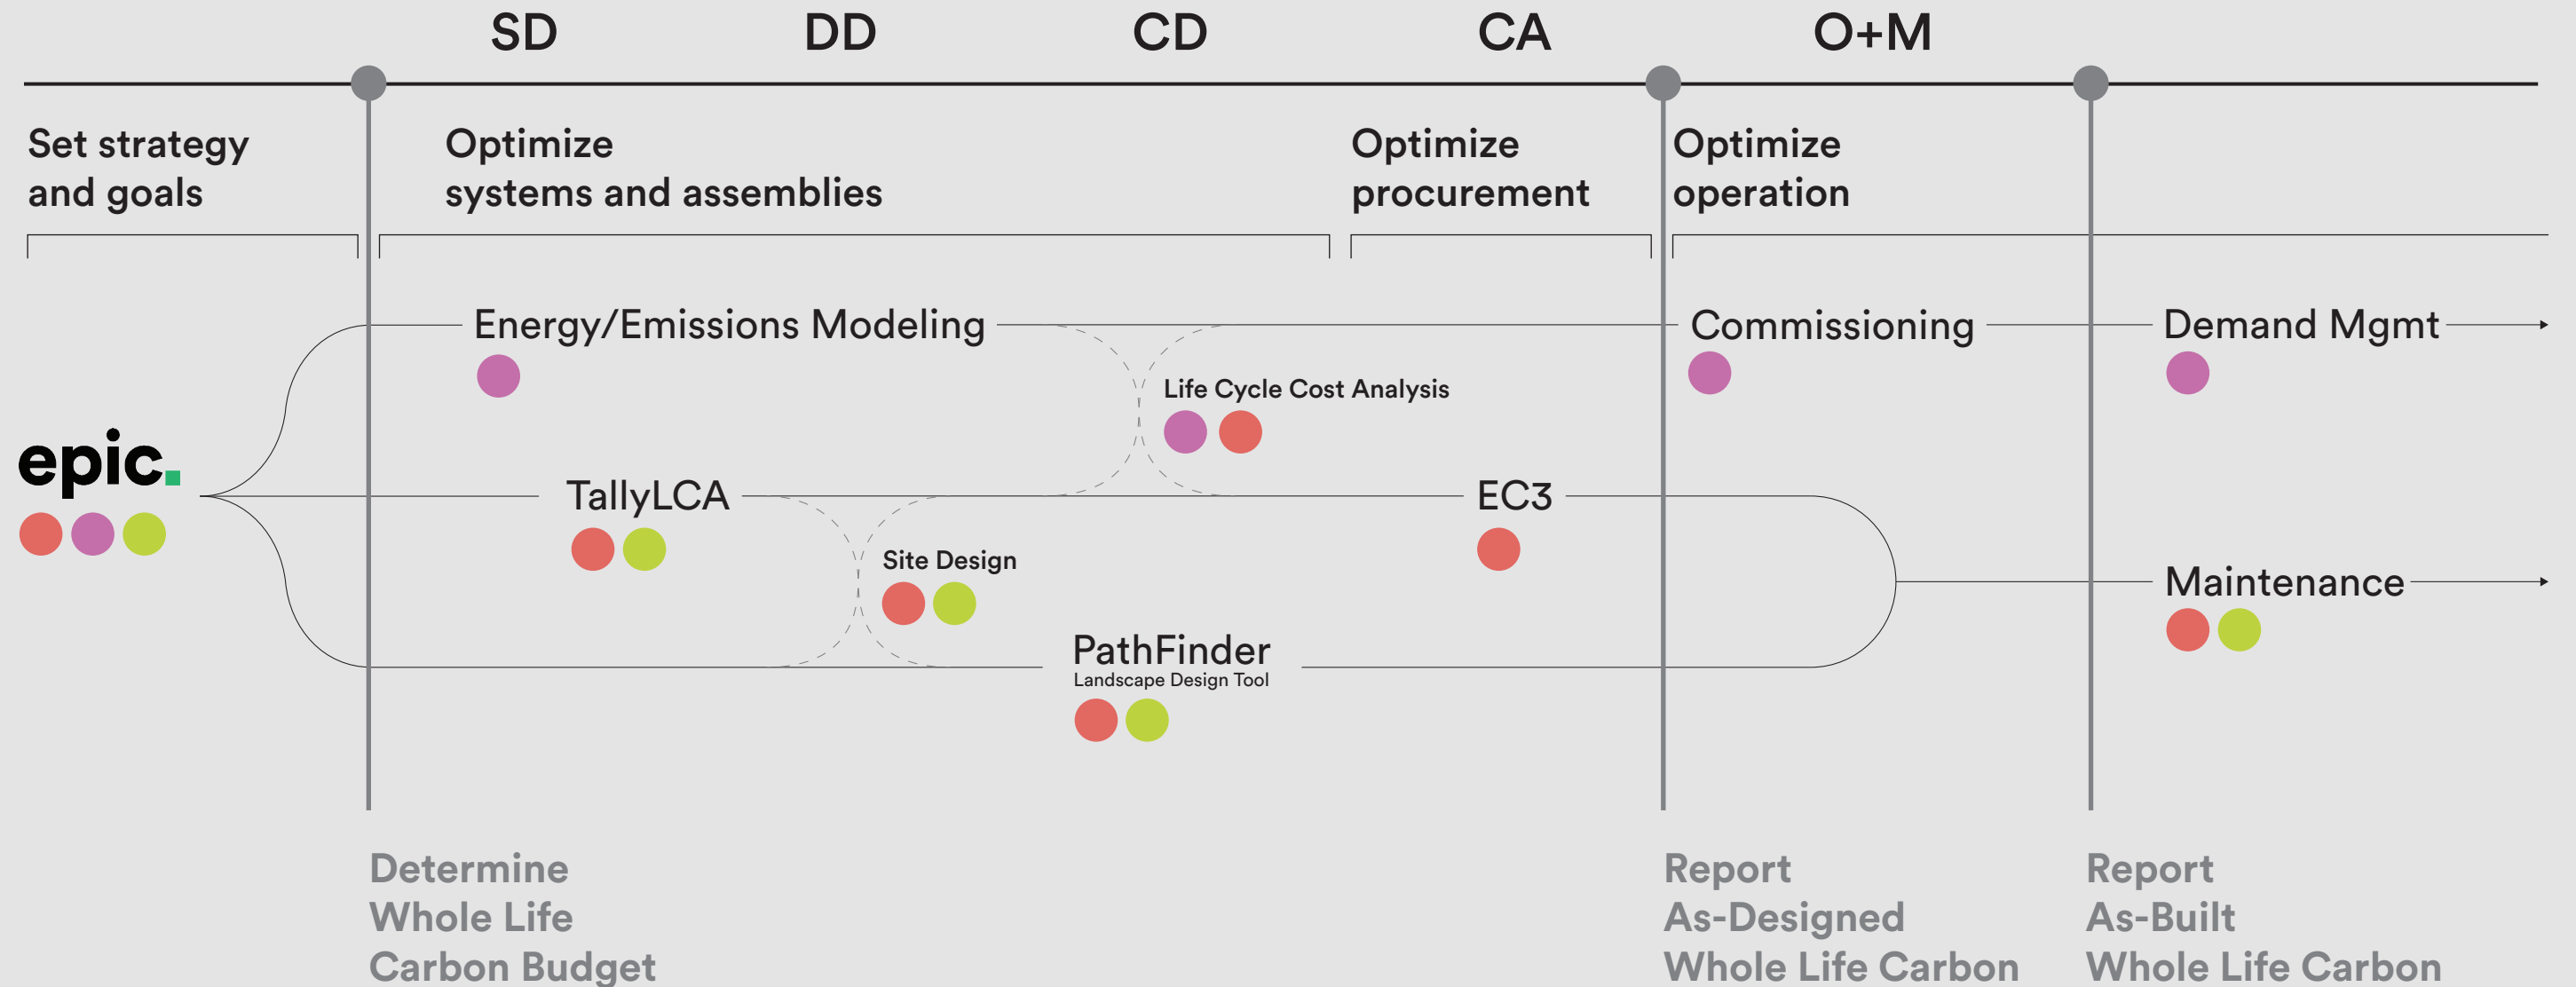 SD DD CD CA O+M
Set strategy
and goals
Optimize
systems and assemblies
Optimize
procurement
Optimize
operation
Energy/Emissions Modeling
Commissioning
Demand Mgmt
Life Cycle Cost Analysis
epic.
TallyLCA
EC3
Site Design
Maintenance
PathFinder
Landscape Design Tool
Determine
Whole Life
Carbon Budget
Report
As-Designed
Whole Life Carbon
Report
As-Built
Whole Life Carbon